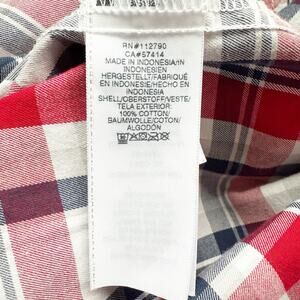 RN#112790
CA#57414
MADE IN INDONESIA/IN
INDONESIEN
HERGESTELLT/FABRIQUÉ
EN INDONÉSIE/HECHO EN
INDONESIA
SHELL/OBERSTOFF/VESTE/
TELA EXTERIOR:
100% COTTON/
BAUMWOLLE/COTON/
ALGODÓN